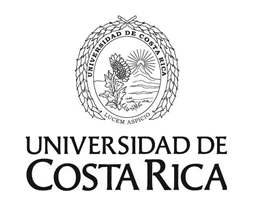 UNIVERSIDAD DE COSTA RICA
LUCEM ASPICIO
UNIVERSIDAD DE
COSTA RICA